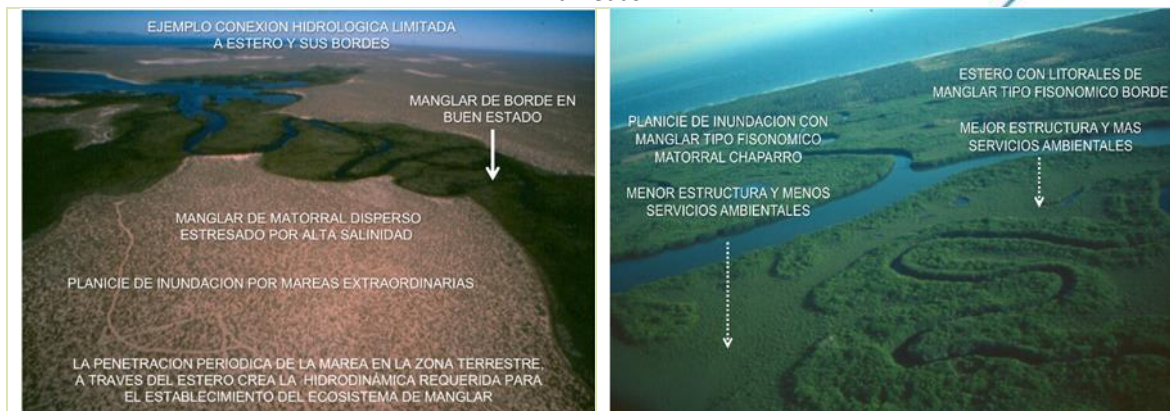 EJEMPLO CONEXION HIDROLOGICA LIMITADA
A ESTERO Y SUS BORDES
MANGLAR DE BORDE EN
BUEN ESTADO
MANGLAR DE MATORRAL DISPERSO
ESTRESADO POR ALTA SALINIDAD
PLANICIE DE INUNDACION POR MAREAS EXTRAORDINARIAS
LA PENETRACION PERIODICA DE LA MAREA EN LA ZONA TERRESTRE,
A TRAVES DEL ESTERO CREA LA HIDRODINÁMICA REQUERIDA PARA
EL ESTABLECIMIENTO DEL ECOSISTEMA DE MANGLAR
ESTERO CON LITORALES DE
MANGLAR TIPO FISONOMICO BORDE
MEJOR ESTRUCTURA Y MAS
SERVICIOS AMBIENTALES
PLANICIE DE INUNDACION CON
MANGLAR TIPO FISONOMICO
MATORRAL CHAPARRO
MENOR ESTRUCTURA Y MENOS
SERVICIOS AMBIENTALES